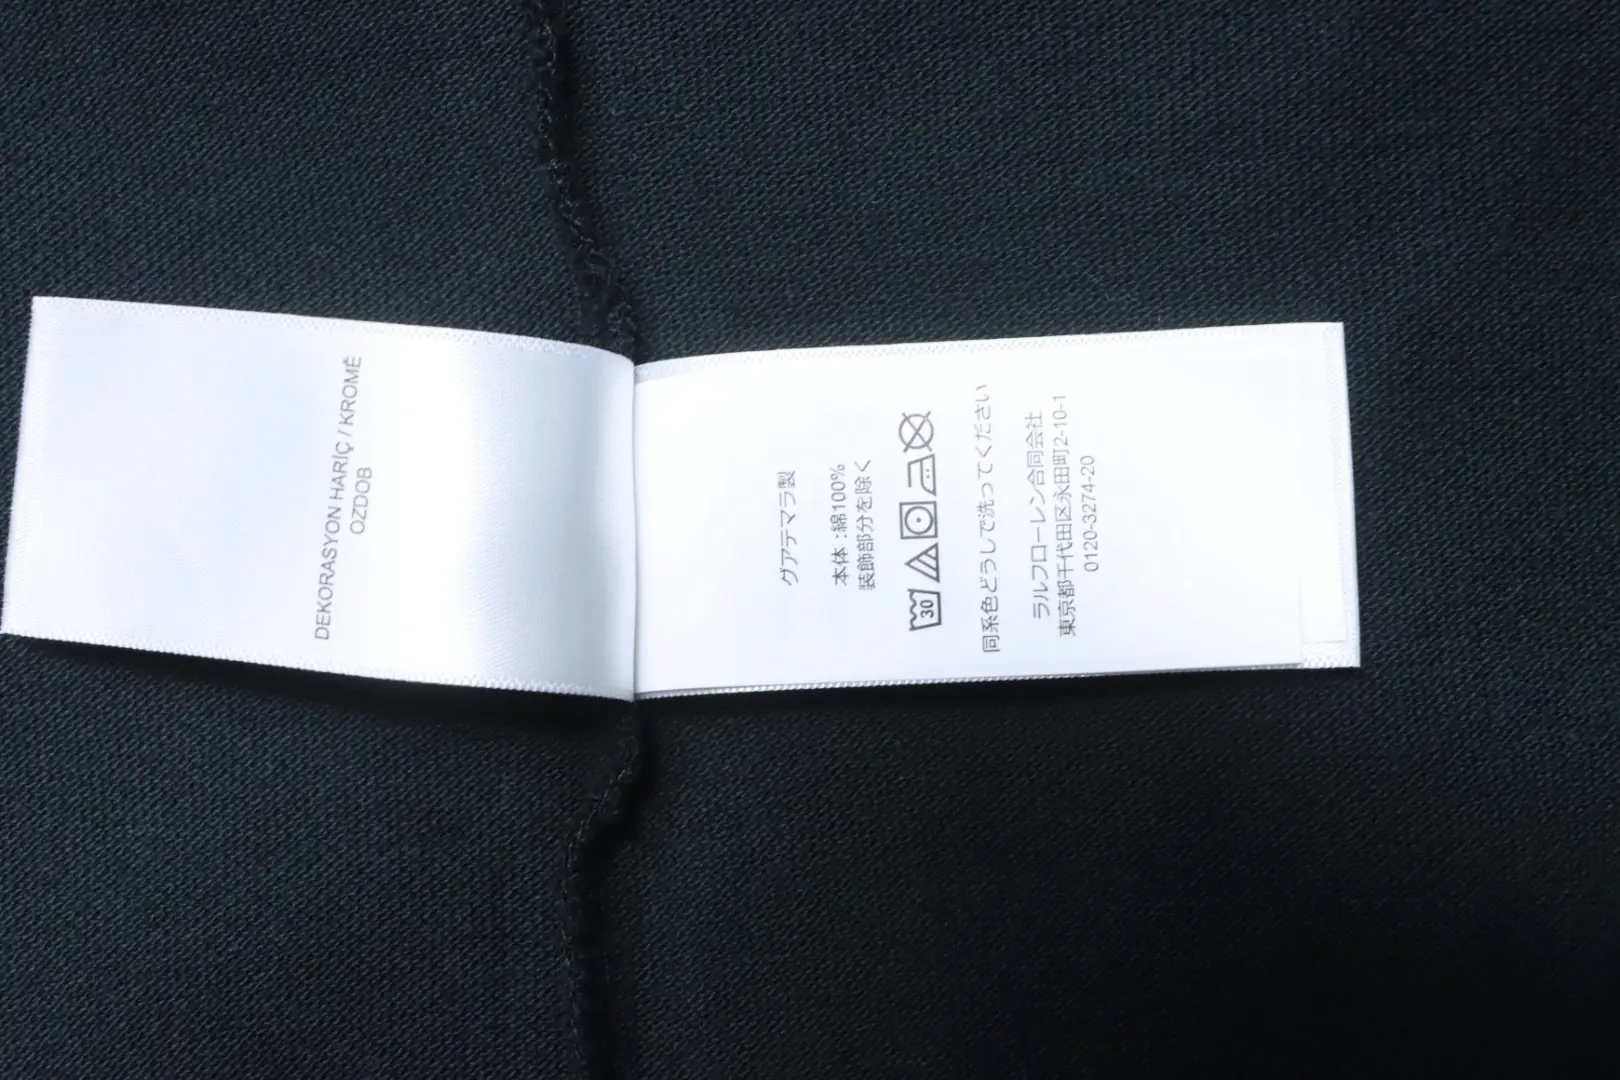 DEKORASYON HARİÇ / KROMĚ
OZDOB
グアテマラ製
本体：綿100%
装飾部分を除く
30
同系色どうしで洗ってください
ラルフローレン合同会社
東京都千代田区永田町2-10-1
0120-3274-20